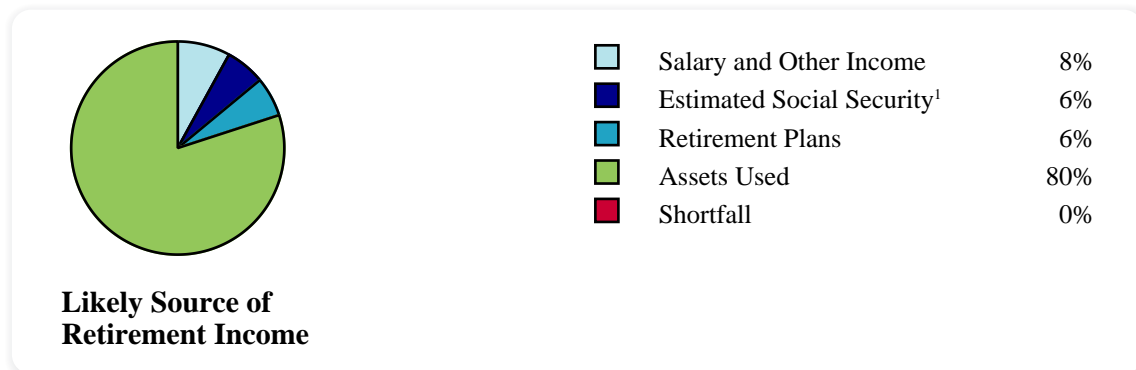 Salary and Other Income 8%
Estimated Social Security¹ 6%
Retirement Plans 6%
Assets Used 80%
Shortfall 0%
Likely Source of
Retirement Income